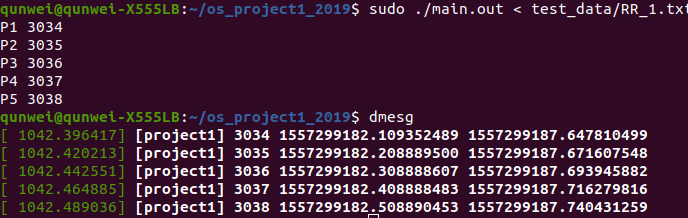 qunwei@qunwei-X555LB:~/os_project1_2019$ sudo ./main.out < test_data/RR_1.txt
P1 3034
P2 3035
P3 3036
P4 3037
P5 3038
qunwei@qunwei-X555LB:~/os_project1_2019$ dmesg
[ 1042.396417] [project1] 3034 1557299182.109352489 1557299187.647810499
[ 1042.420213] [project1] 3035 1557299182.208889500 1557299187.671607548
[ 1042.442551] [project1] 3036 1557299182.308888607 1557299187.693945882
[ 1042.464885] [project1] 3037 1557299182.408888483 1557299187.716279816
[ 1042.489036] [project1] 3038 1557299182.508890453 1557299187.740431259